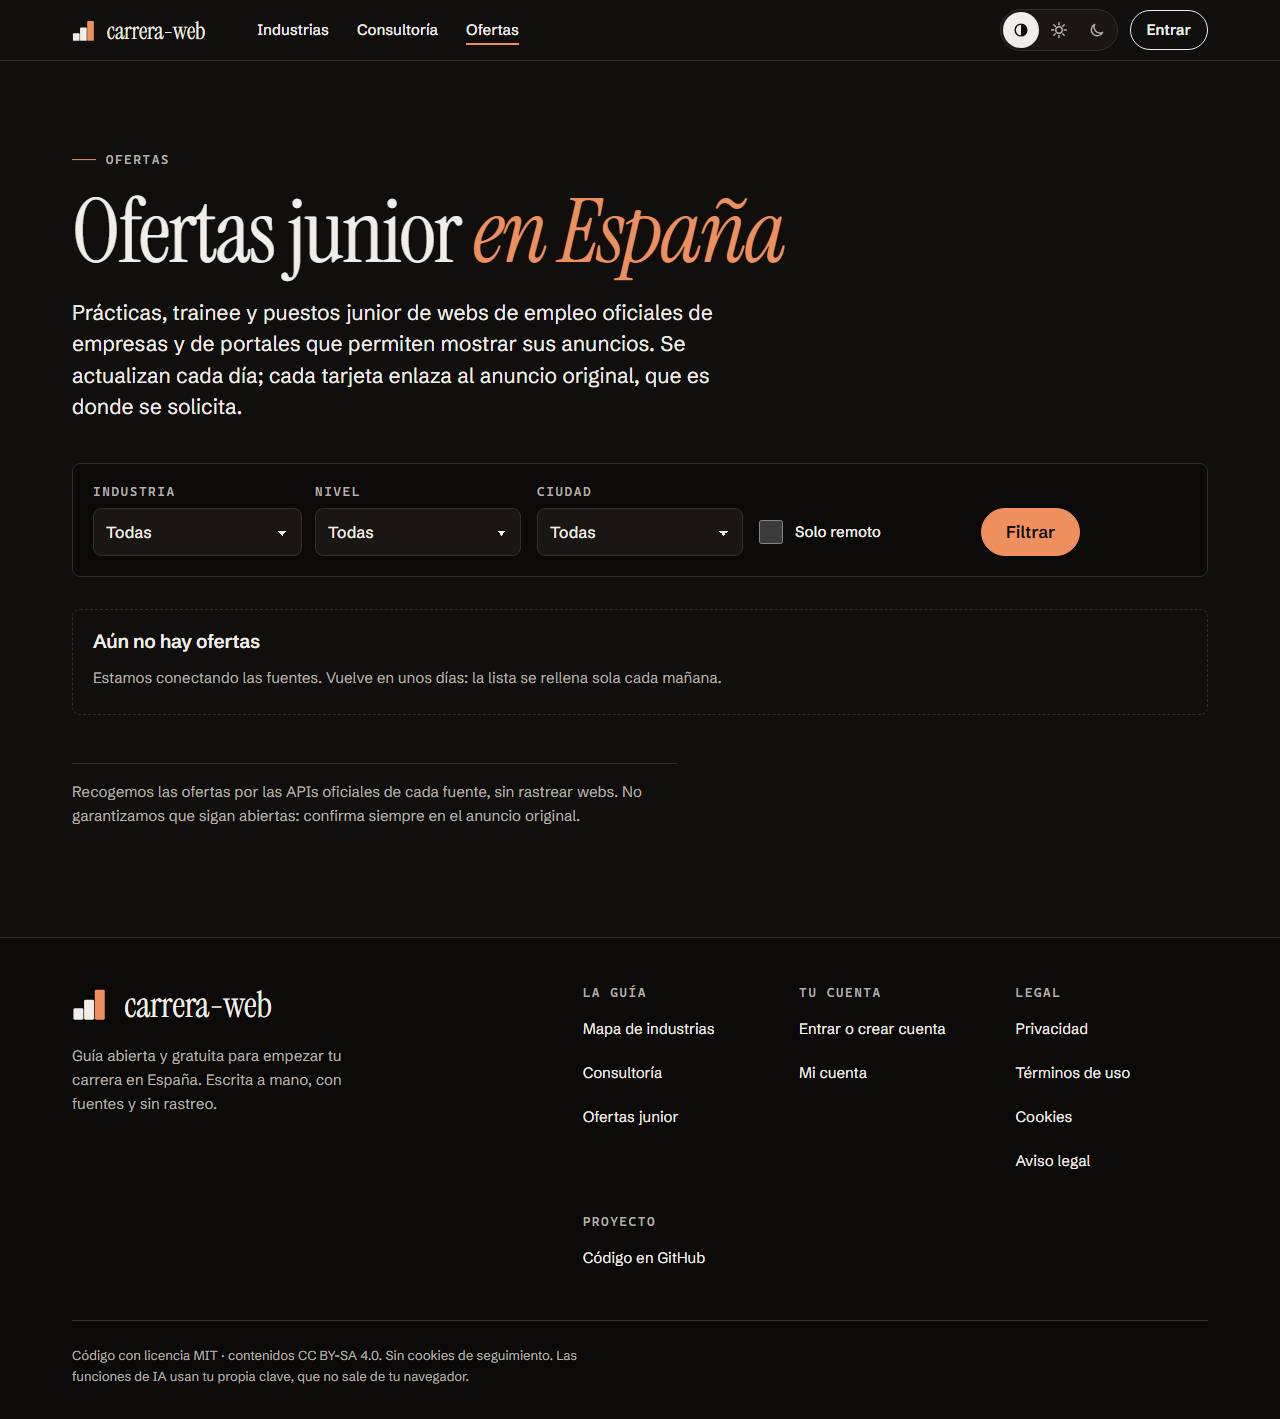 carrera-web
Industrias
Consultoría
Ofertas
Entrar
OFERTAS
Ofertas junior en España
Prácticas, trainee y puestos junior de webs de empleo oficiales de
empresas y de portales que permiten mostrar sus anuncios. Se
actualizan cada día; cada tarjeta enlaza al anuncio original, que es
donde se solicita.
INDUSTRIA
NIVEL
CIUDAD
Todas
Todas
Todas
Solo remoto
Filtrar
Aún no hay ofertas
Estamos conectando las fuentes. Vuelve en unos días: la lista se rellena sola cada mañana.
Recogemos las ofertas por las APIs oficiales de cada fuente, sin rastrear webs. No
garantizamos que sigan abiertas: confirma siempre en el anuncio original.
carrera-web
Guía abierta y gratuita para empezar tu
carrera en España. Escrita a mano, con
fuentes y sin rastreo.
LA GUÍA
Mapa de industrias
Consultoría
Ofertas junior
TU CUENTA
Entrar o crear cuenta
Mi cuenta
LEGAL
Privacidad
Términos de uso
Cookies
Aviso legal
PROYECTO
Código en GitHub
Código con licencia MIT · contenidos CC BY-SA 4.0. Sin cookies de seguimiento. Las
funciones de IA usan tu propia clave, que no sale de tu navegador.